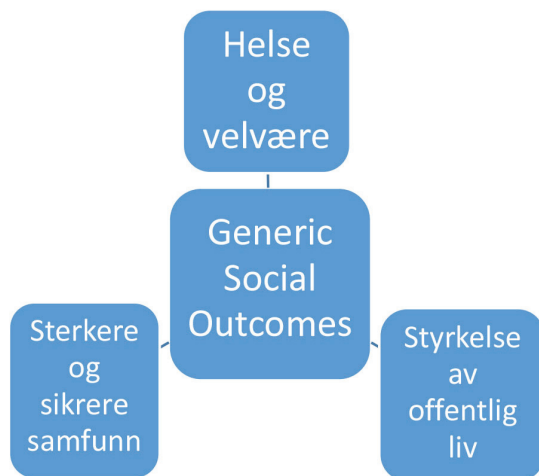 Helse
og
velvære
Generic
Social
Outcomes
Sterkere
og
sikrere
samfunn
Styrkelse
av
offentlig
liv